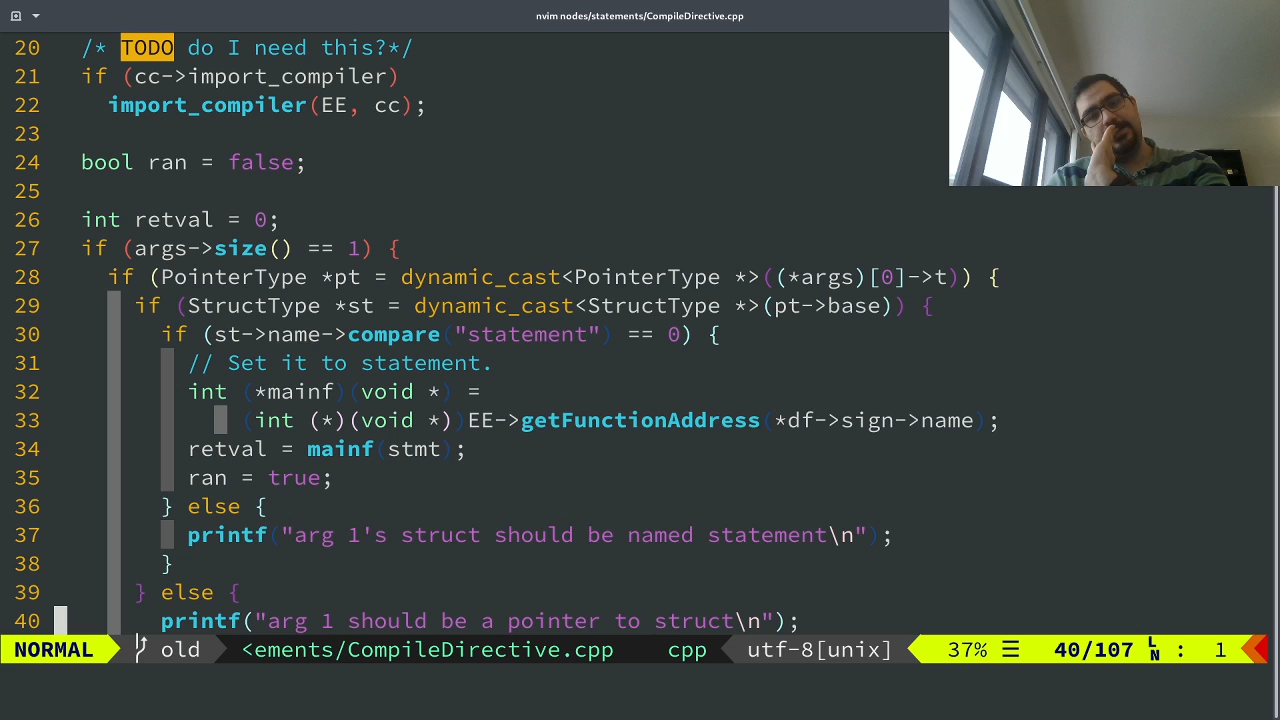 nvim nodes/statements/CompileDirective.cpp
20 /* TODO do I need this?*/
21 if (cc->import_compiler)
22 import_compiler(EE, cc);
23
24 bool ran = false;
25
26 int retval = 0;
27 if (args->size() == 1) {
28 if (PointerType *pt = dynamic_cast<PointerType *>((*args)[0]->t)) {
29 if (StructType *st = dynamic_cast<StructType *>(pt->base)) {
30 if (st->name->compare("statement") == 0) {
31 // Set it to statement.
32 int (*mainf)(void *) =
33 (int (*)(void *))EE->getFunctionAddress(*df->sign->name);
34 retval = mainf(stmt);
35 ran = true;
36 } else {
37 printf("arg 1's struct should be named statement\n");
38 }
39 } else {
40 printf("arg 1 should be a pointer to struct\n");
NORMAL old <ements/CompileDirective.cpp cpp utf-8[unix] 37% ☰ 40/107 LN : 1